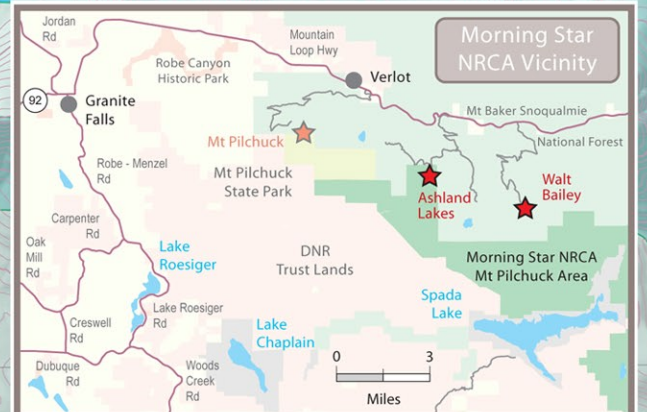 Jordan
Rd
Mountain
Loop Hwy
Morning Star
NRCA Vicinity
Robe Canyon
Historic Park
Verlot
92
Granite
Falls
Mt Baker Snoqualmie
National Forest
Mt Pilchuck
Robe - Menzel
Rd
Mt Pilchuck
State Park
Ashland
Lakes
Walt
Bailey
Carpenter
Rd
Oak
Mill
Rd
Lake
Roesiger
DNR
Trust Lands
Morning Star NRCA
Mt Pilchuck Area
Spada
Lake
Lake Roesiger
Rd
Creswell
Rd
Lake
Chaplain
0 3
Miles
Dubuque
Rd
Woods
Creek
Rd